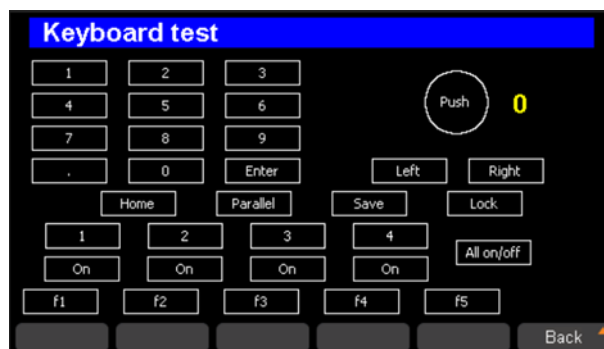 Keyboard test
1 2 3
4 5 6 Push 0
7 8 9
. 0 Enter Left Right
Home Parallel Save Lock
1 2 3 4
All on/off
On On On On
f1 f2 f3 f4 f5
Back